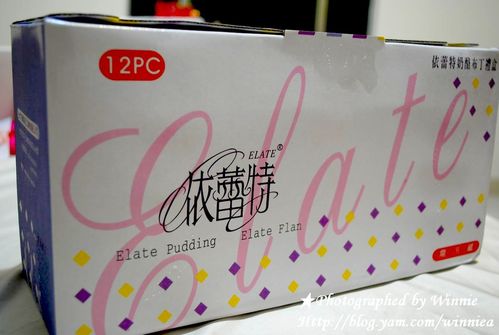 12PC
依蕾特奶酪布丁禮盒
Elate
ELATE®
依蕾特
Elate Pudding Elate Flan
★Photographed by Winnie
Http://blog.yam.com/winniea